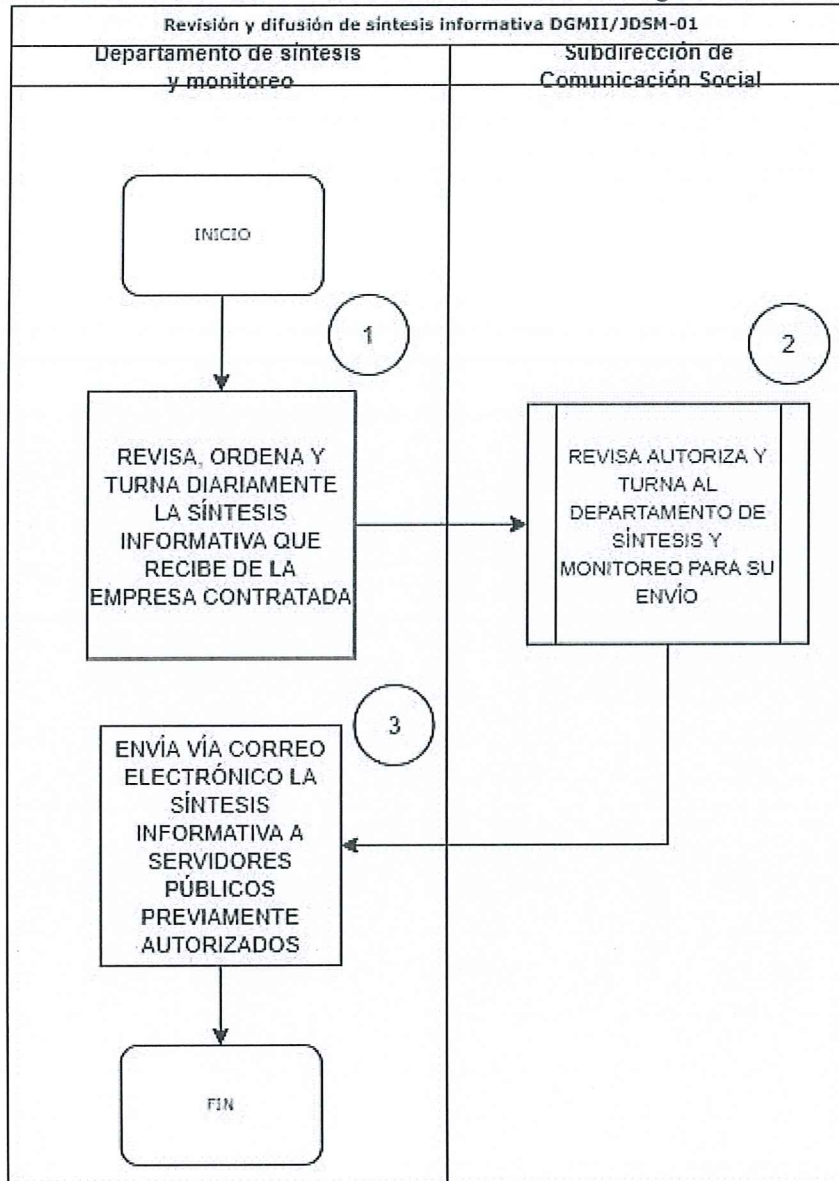 Revisión y difusión de síntesis informativa DGMII/JDSM-01
Departamento de síntesis
y monitoreo
Subdirección de
Comunicación Social
INICIO
1
2
REVISA, ORDENA Y
TURNA DIARIAMENTE
LA SÍNTESIS
INFORMATIVA QUE
RECIBE DE LA
EMPRESA CONTRATADA
REVISA AUTORIZA Y
TURNA AL
DEPARTAMENTO DE
SÍNTESIS Y
MONITOREO PARA SU
ENVÍO
3
ENVÍA VÍA CORREO
ELECTRÓNICO LA
SÍNTESIS
INFORMATIVA A
SERVIDORES
PÚBLICOS
PREVIAMENTE
AUTORIZADOS
FIN